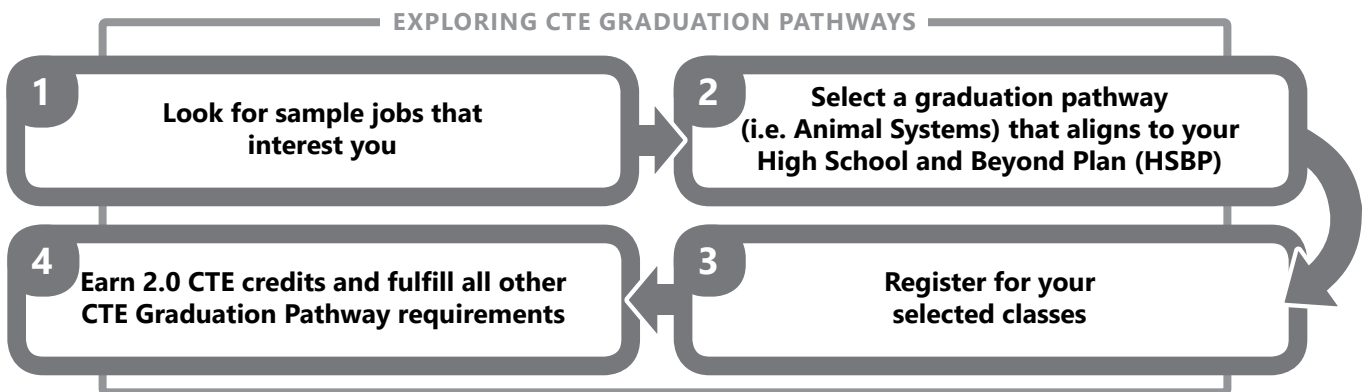 EXPLORING CTE GRADUATION PATHWAYS
1
Look for sample jobs that
interest you
2
Select a graduation pathway
(i.e. Animal Systems) that aligns to your
High School and Beyond Plan (HSBP)
3
Register for your
selected classes
4
Earn 2.0 CTE credits and fulfill all other
CTE Graduation Pathway requirements